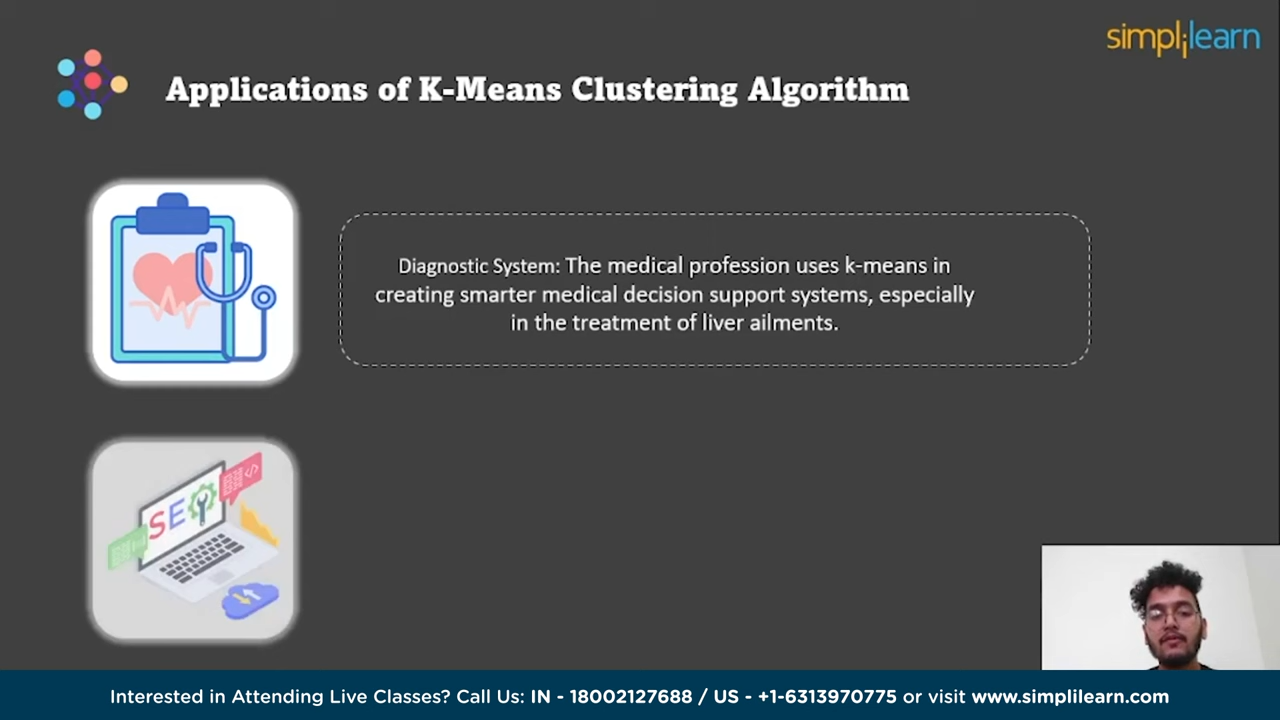 simplilearn
Applications of K-Means Clustering Algorithm
Diagnostic System: The medical profession uses k-means in
creating smarter medical decision support systems, especially
in the treatment of liver ailments.
SEO
Interested in Attending Live Classes? Call Us: IN - 18002127688 / US - +1-6313970775 or visit www.simplilearn.com